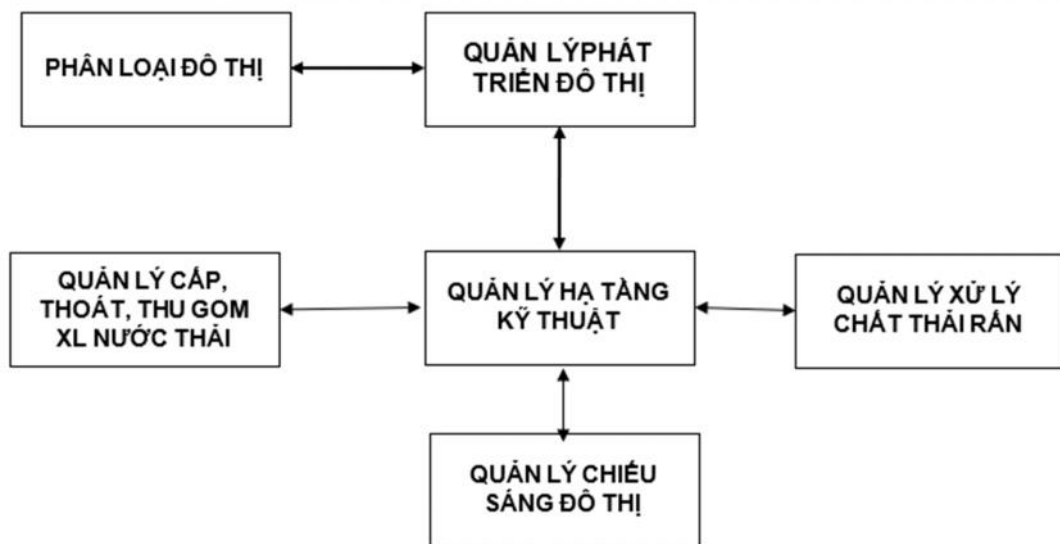 PHÂN LOẠI ĐÔ THỊ
QUẢN LÝPHÁT
TRIỂN ĐÔ THỊ
QUẢN LÝ CẤP,
THOÁT, THU GOM
XL NƯỚC THẢI
QUẢN LÝ HẠ TẦNG
KỸ THUẬT
QUẢN LÝ XỬ LÝ
CHẤT THẢI RẮN
QUẢN LÝ CHIẾU
SÁNG ĐÔ THỊ